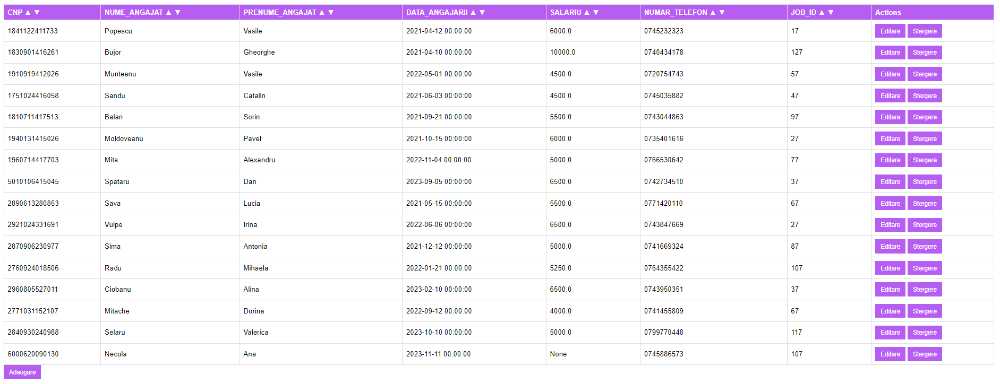 CNP ▲ ▼ NUME_ANGAJAT ▲ ▼ PRENUME_ANGAJAT ▲ ▼ DATA_ANGAJARII ▲ ▼ SALARIU ▲ ▼ NUMAR_TELEFON ▲ ▼ JOB_ID ▲ ▼ Actions
1841122411733 Popescu Vasile 2021-04-12 00:00:00 6000.0 0745232323 17 Editare Stergere
1830901416261 Bujor Gheorghe 2021-04-10 00:00:00 10000.0 0740434178 127 Editare Stergere
1910919412026 Munteanu Vasile 2022-05-01 00:00:00 4500.0 0720754743 57 Editare Stergere
1751024416058 Sandu Catalin 2021-06-03 00:00:00 4500.0 0745035882 47 Editare Stergere
1810711417513 Balan Sorin 2021-09-21 00:00:00 5500.0 0743044863 97 Editare Stergere
1940131415026 Moldoveanu Pavel 2021-10-15 00:00:00 6000.0 0735401616 27 Editare Stergere
1960714417703 Mita Alexandru 2022-11-04 00:00:00 5000.0 0766530642 77 Editare Stergere
5010106415045 Spataru Dan 2023-09-05 00:00:00 6500.0 0742734510 37 Editare Stergere
2890613280853 Sava Lucia 2021-05-15 00:00:00 5500.0 0771420110 67 Editare Stergere
2921024331691 Vulpe Irina 2022-06-06 00:00:00 6500.0 0743847669 27 Editare Stergere
2870906230977 Sima Antonia 2021-12-12 00:00:00 5000.0 0741669324 87 Editare Stergere
2760924018506 Radu Mihaela 2022-01-21 00:00:00 5250.0 0764355422 107 Editare Stergere
2960805527011 Ciobanu Alina 2023-02-10 00:00:00 6500.0 0743950351 37 Editare Stergere
2771031152107 Mitache Dorina 2022-09-12 00:00:00 4000.0 0741455809 67 Editare Stergere
2840930240988 Selaru Valerica 2023-10-10 00:00:00 5000.0 0799770448 117 Editare Stergere
6000620090130 Necula Ana 2023-11-11 00:00:00 None 0745886573 107 Editare Stergere
Adaugare